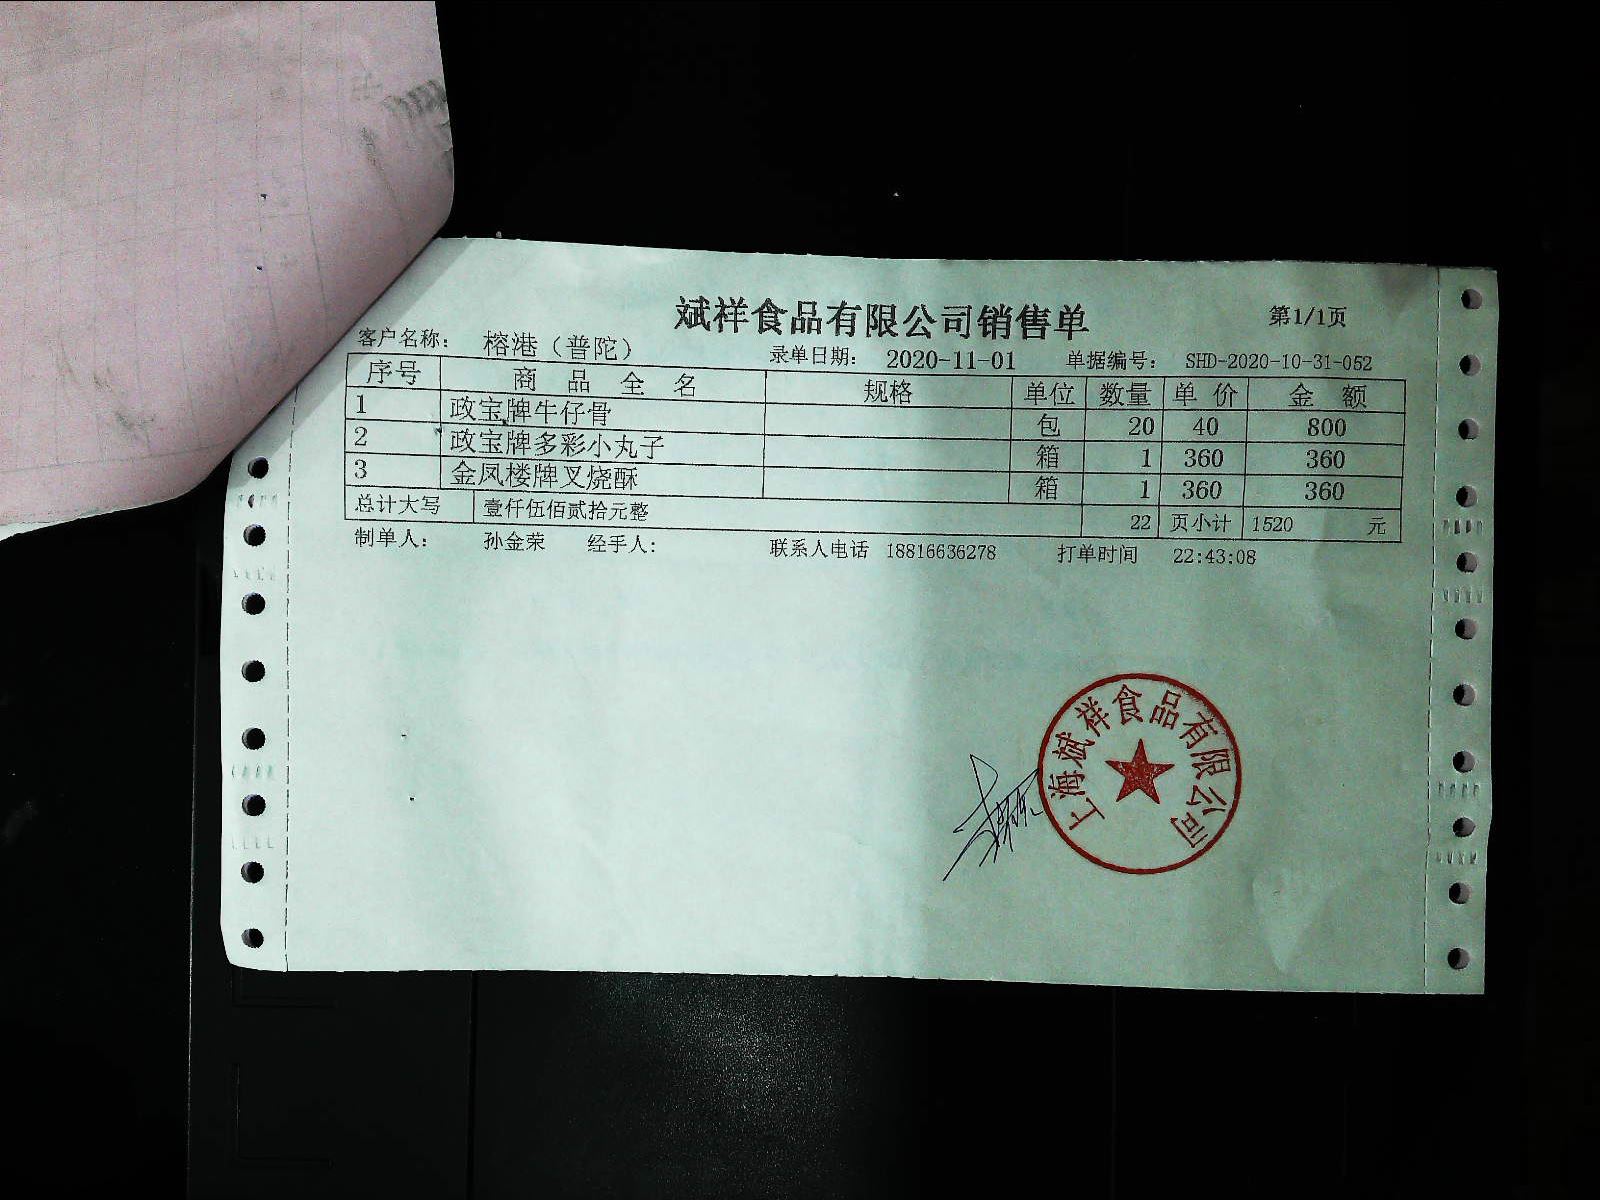 斌祥食品有限公司销售单 第1/1页
客户名称： 榕港（普陀） 录单日期： 2020-11-01 单据编号： SHD-2020-10-31-052
序号 商品全名 规格 单位 数量 单价 金额
1 政宝牌牛仔骨 包 20 40 800
2 政宝牌多彩小丸子 箱 1 360 360
3 金凤楼牌叉烧酥 箱 1 360 360
总计大写 壹仟伍佰贰拾元整 22 页小计 1520 元
制单人： 孙金荣 经手人: 联系人电话 18816636278 打单时间 22:43:08
上海斌祥食品有限公司